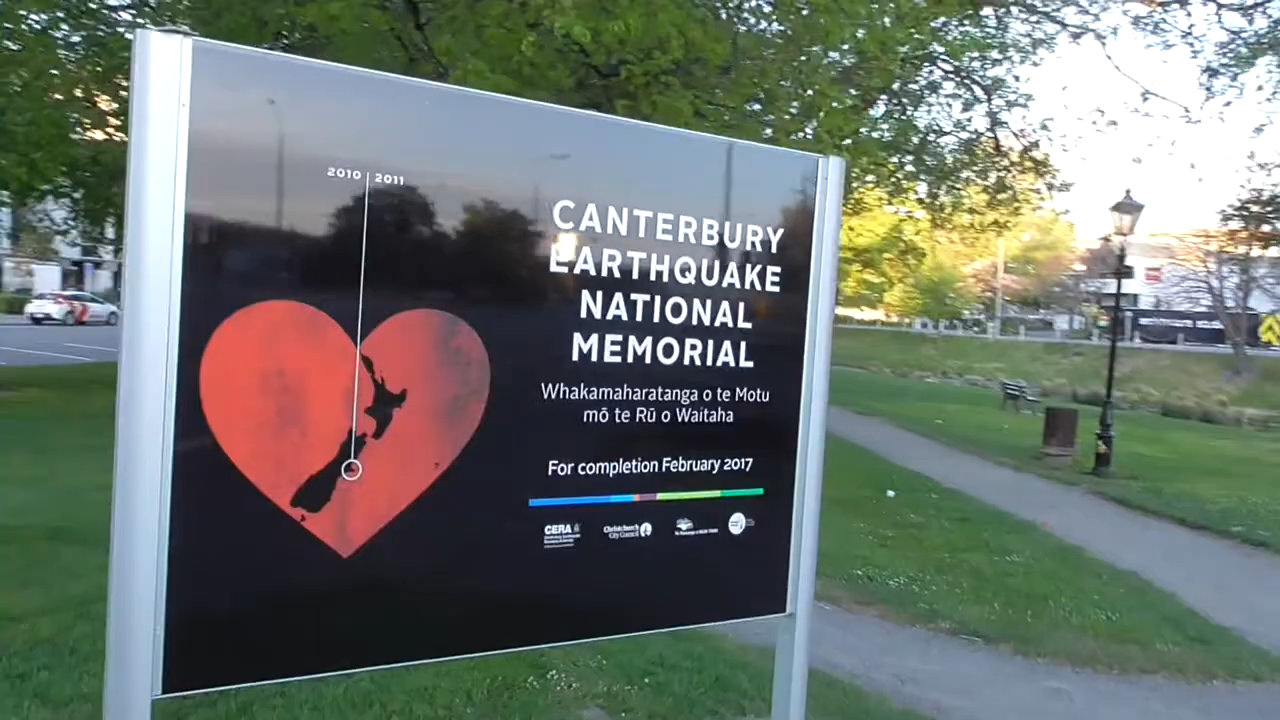 2010 | 2011
CANTERBURY
EARTHQUAKE
NATIONAL
MEMORIAL
Whakamaharatanga o te Motu
mō te Rū o Waitaha
For completion February 2017
CERA
Christchurch
City Council